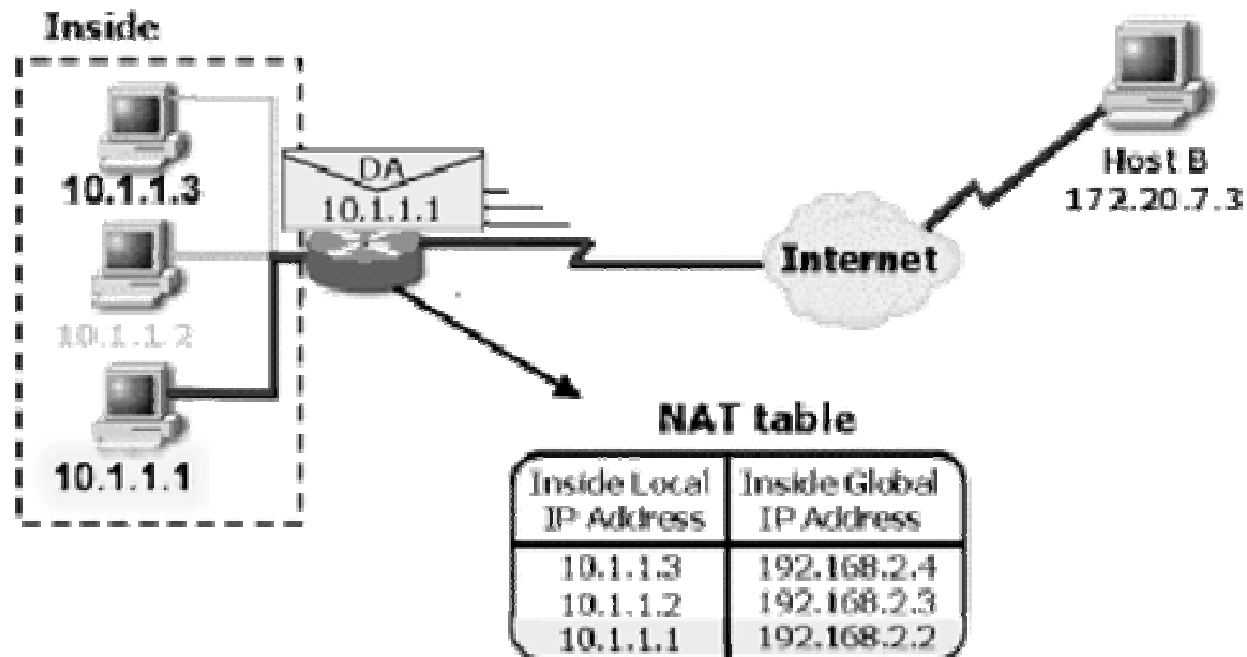 Inside
10.1.1.3
10.1.1.2
10.1.1.1
DA
10.1.1.1
Internet
Host B
172.20.7.3
NAT table
Inside Local IP Address
Inside Global IP Address
10.1.1.3 192.168.2.4
10.1.1.2 192.168.2.3
10.1.1.1 192.168.2.2